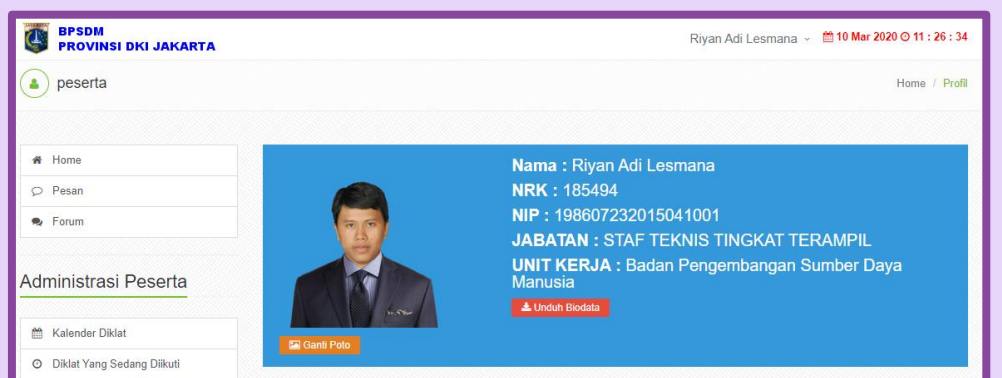 BPSDM
PROVINSI DKI JAKARTA
Riyan Adi Lesmana 10 Mar 2020 11 : 26 : 34
peserta
Home / Profil
Home
Pesan
Forum
Administrasi Peserta
Kalender Diklat
Diklat Yang Sedang Diikuti
Nama : Riyan Adi Lesmana
NRK : 185494
NIP : 198607232015041001
JABATAN : STAF TEKNIS TINGKAT TERAMPIL
UNIT KERJA : Badan Pengembangan Sumber Daya
Manusia
Unduh Biodata
Ganti Poto